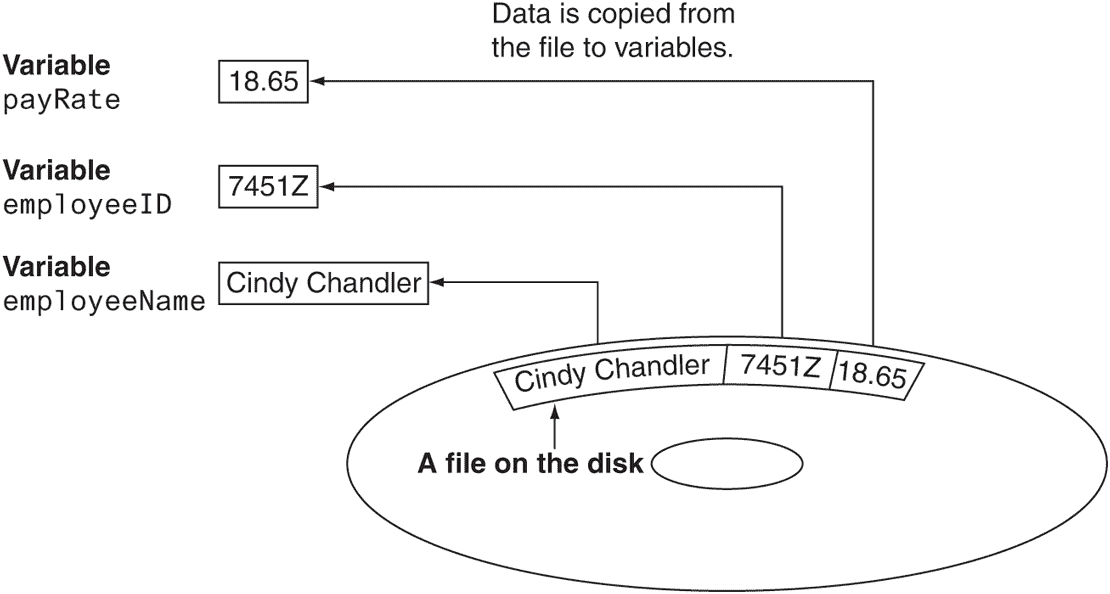 Data is copied from
the file to variables.
Variable
payRate
18.65
Variable
employeeID
7451Z
Variable
employeeName
Cindy Chandler
Cindy Chandler
7451Z
18.65
A file on the disk